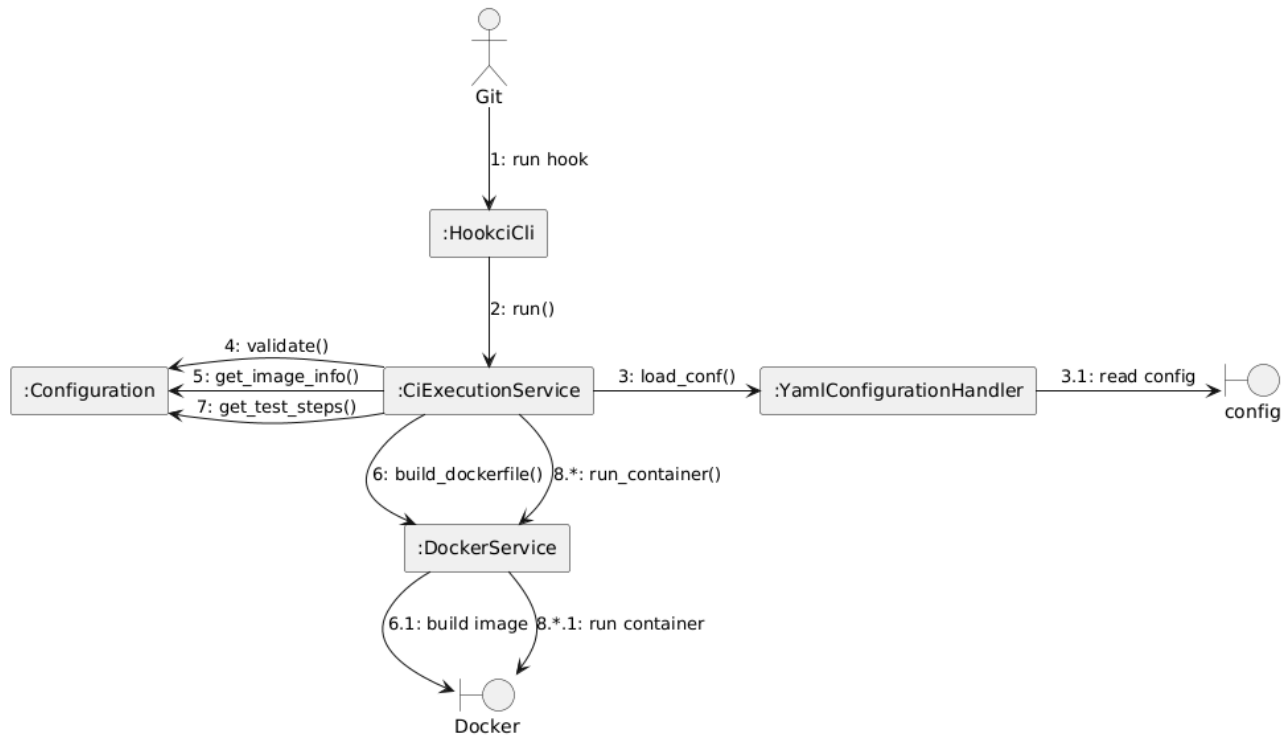 Git
1: run hook
:HookciCli
2: run()
4: validate()
5: get_image_info()
7: get_test_steps()
:Configuration
:CiExecutionService
3: load_conf()
:YamlConfigurationHandler
3.1: read config
config
6: build_dockerfile()
8.*: run_container()
:DockerService
6.1: build image
8.*.1: run container
Docker